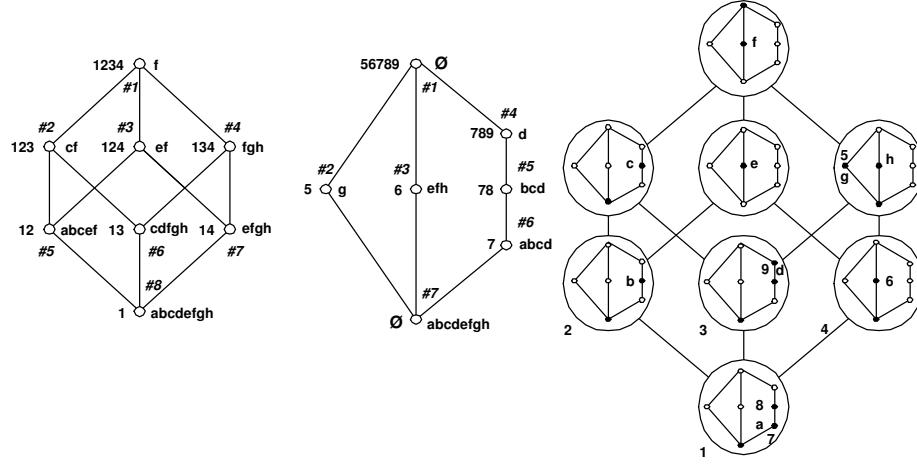 1234 f
#1
#2 #3 #4
123 cf 124 ef 134 fgh
12 abcef 13 cdfgh 14 efgh
#5 #6 #7
#8
1 abcdefgh
56789 Ø
#1
#4
789 d
#2 #3 #5
5 g 6 efh 78 bcd
#6
7 abcd
#7
Ø abcdefgh
f
c e 5 h
g
b 9 d 6
2 3 4
8
a
7
1